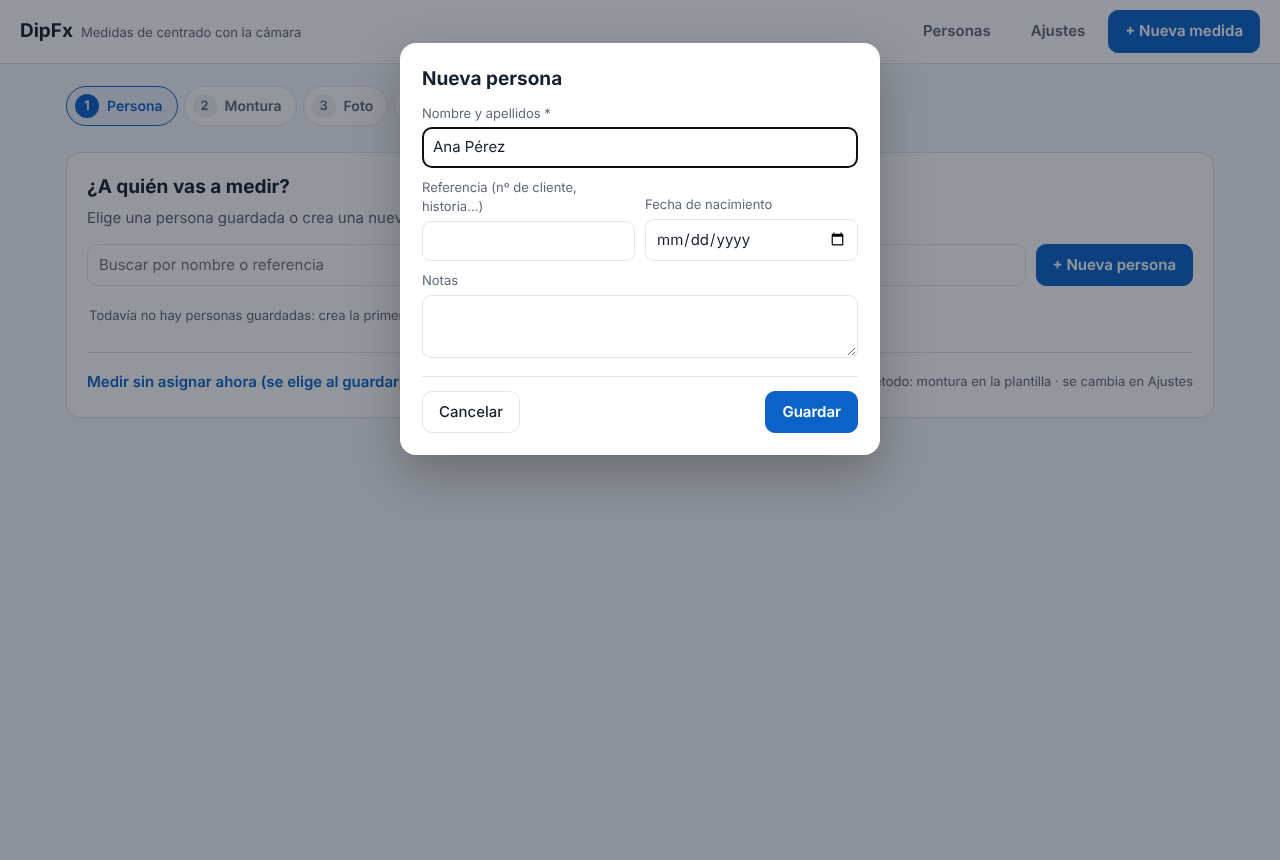 DipFx Medidas de centrado con la cámara
Personas
Ajustes
+ Nueva medida
1 Persona
2 Montura
3 Foto
¿A quién vas a medir?
Elige una persona guardada o crea una
Buscar por nombre o referencia
+ Nueva persona
Todavía no hay personas guardadas: crea la
Medir sin asignar ahora (se elige al guardar
montura en la plantilla · se cambia en Ajustes
Nueva persona
Nombre y apellidos *
Ana Pérez
Referencia (nº de cliente,
historia...)
Fecha de nacimiento
mm/dd/yyyy
Notas
Cancelar
Guardar